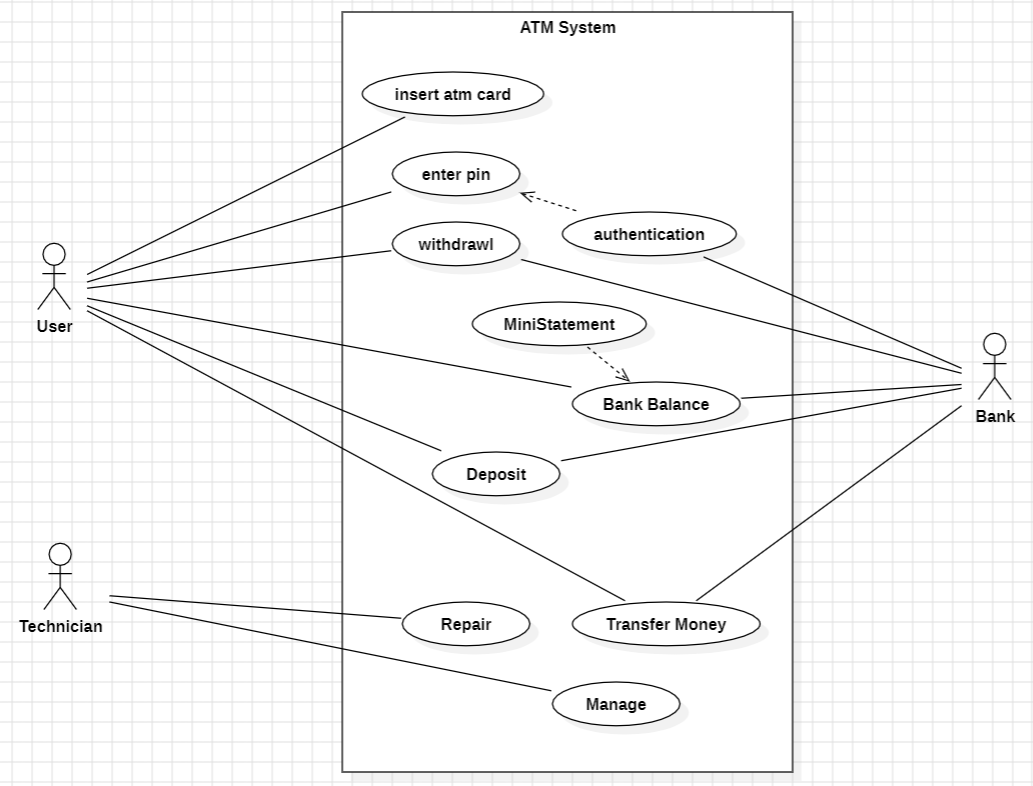 ATM System
insert atm card
enter pin
authentication
withdrawl
MiniStatement
Bank Balance
Deposit
Transfer Money
Repair
Manage
User
Technician
Bank